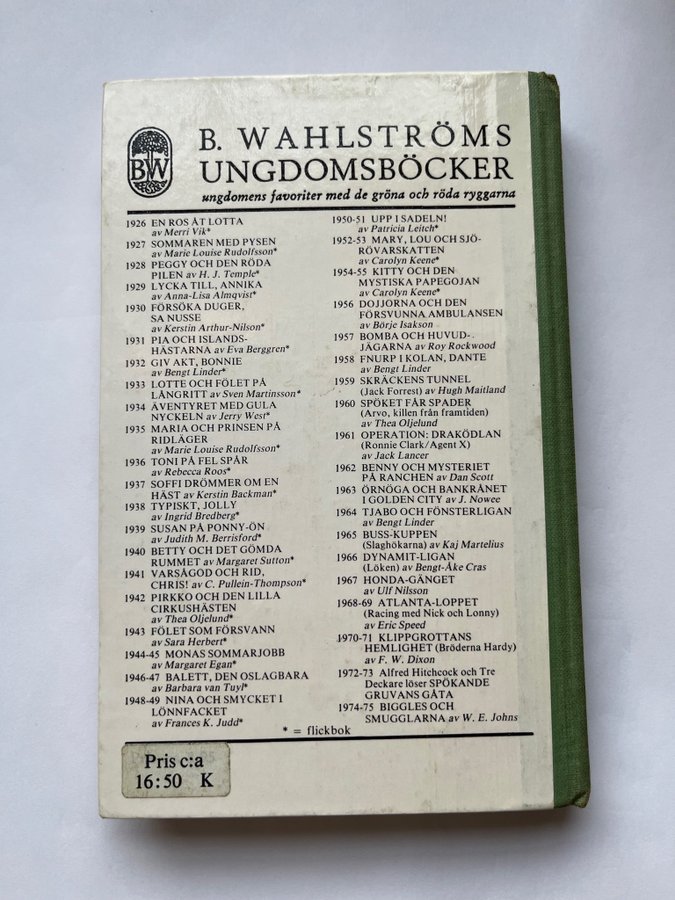 BW
B. WAHLSTRÖMS
UNGDOMSBÖCKER
ungdomens favoriter med de gröna och röda ryggarna
1926 EN ROS ÅT LOTTA
av Merri Vik*
1927 SOMMAREN MED PYSEN
av Marie Louise Rudolfsson*
1928 PEGGY OCH DEN RÖDA
PILEN av H. J. Temple*
1929 LYCKA TILL, ANNIKA
av Anna-Lisa Almqvist*
1930 FÖRSÖKA DUGER,
SA NUSSE
av Kerstin Arthur-Nilson*
1931 PIA OCH ISLANDS-
HÄSTARNA av Eva Berggren*
1932 GIV AKT, BONNIE
av Bengt Linder*
1933 LOTTE OCH FÖLET PÅ
LÅNGRITT av Sven Martinsson*
1934 ÄVENTYRET MED GULA
NYCKELN av Jerry West*
1935 MARIA OCH PRINSEN PÅ
RIDLÄGER
av Marie Louise Rudolfsson*
1936 TONI PÅ FEL SPÅR
av Rebecca Roos*
1937 SOFFI DRÖMMER OM EN
HÄST av Kerstin Backman*
1938 TYPISKT, JOLLY
av Ingrid Bredberg*
1939 SUSAN PÅ PONNY-ÖN
av Judith M. Berrisford*
1940 BETTY OCH DET GÖMDA
RUMMET av Margaret Sutton*
1941 VARSÅGOD OCH RID,
CHRIS! av C. Pullein-Thompson*
1942 PIRKKO OCH DEN LILLA
CIRKUSHÄSTEN
av Thea Oljelund*
1943 FÖLET SOM FÖRSVANN
av Sara Herbert*
1944-45 MONAS SOMMARJOBB
av Margaret Egan*
1946-47 BALETT, DEN OSLAGBARA
av Barbara van Tuyl*
1948-49 NINA OCH SMYCKET I
LÖNNFACKET
av Frances K. Judd*
1950-51 UPP I SADELN!
av Patricia Leitch*
1952-53 MARY, LOU OCH SJÖ-
RÖVARSKATTEN
av Carolyn Keene*
1954-55 KITTY OCH DEN
MYSTISKA PAPEGOJAN
av Carolyn Keene*
1956 DOJJORNA OCH DEN
FÖRSVUNNA AMBULANSEN
av Börje Isakson
1957 BOMBA OCH HUVUD-
JÄGARNA av Roy Rockwood
1958 FNURP I KOLAN, DANTE
av Bengt Linder
1959 SKRÄCKENS TUNNEL
(Jack Forrest) av Hugh Maitland
1960 SPÖKET FÅR SPADER
(Arvo, killen från framtiden)
av Thea Oljelund
1961 OPERATION: DRAKÖDLAN
(Ronnie Clark/Agent X)
av Jack Lancer
1962 BENNY OCH MYSTERIET
PÅ RANCHEN av Dan Scott
1963 ÖRNÖGA OCH BANKRÅNET
I GOLDEN CITY av J. Nowee
1964 TJABO OCH FÖNSTERLIGAN
av Bengt Linder
1965 BUSS-KUPPEN
(Slaghökarna) av Kaj Martelius
1966 DYNAMIT-LIGAN
(Löken) av Bengt-Åke Cras
1967 HONDA-GÄNGET
av Ulf Nilsson
1968-69 ATLANTA-LOPPET
(Racing med Nick och Lonny)
av Eric Speed
1970-71 KLIPPGROTTANS
HEMLIGHET (Bröderna Hardy)
av F. W. Dixon
1972-73 Alfred Hitchcock och Tre
Deckare löser SPÖKANDE
GRUVANS GÅTA
1974-75 BIGGLES OCH
SMUGGLARNA av W. E. Johns
* = flickbok
Pris c:a
16:50 K